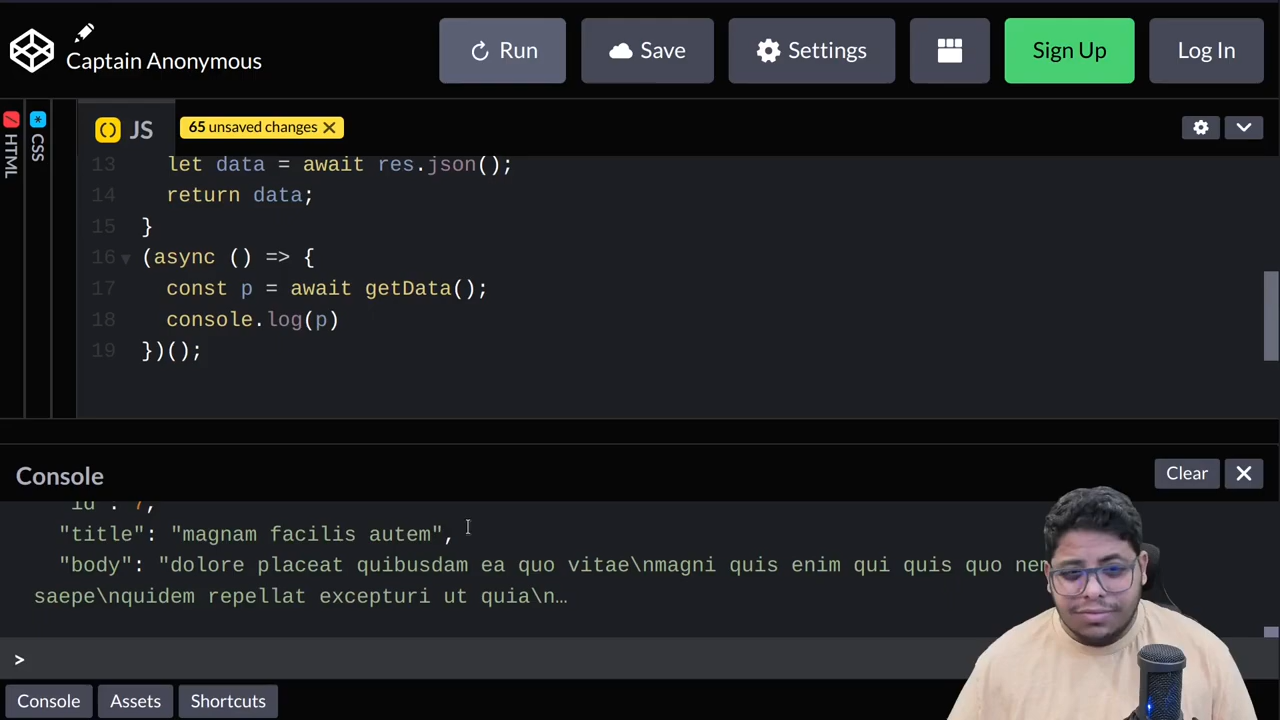 Captain Anonymous
Run
Save
Settings
Sign Up
Log In
HTML
CSS
JS
65 unsaved changes
13 let data = await res.json();
14 return data;
15 }
16 (async () => {
17 const p = await getData();
18 console.log(p)
19 })();
Console
Clear
"id": 7,
"title": "magnam facilis autem",
"body": "dolore placeat quibusdam ea quo vitae\nmagni quis enim qui quis quo
saepe\nquidem repellat excepturi ut quia\n…
>
Console
Assets
Shortcuts